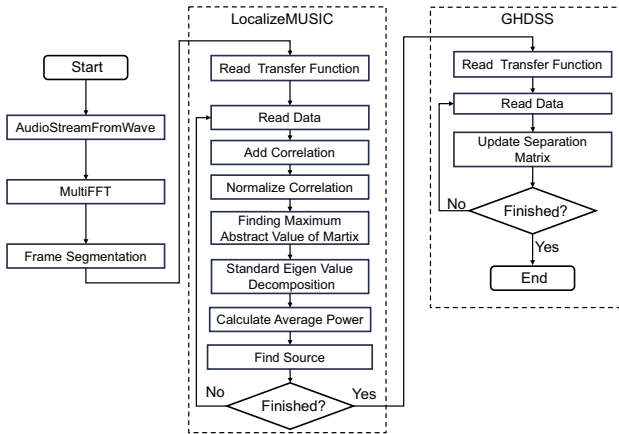 Start
AudioStreamFromWave
MultiFFT
Frame Segmentation
LocalizeMUSIC
Read Transfer Function
Read Data
Add Correlation
Normalize Correlation
Finding Maximum
Abstract Value of Martix
Standard Eigen Value
Decomposition
Calculate Average Power
Find Source
Finished?
No
Yes
GHDSS
Read Transfer Function
Read Data
Update Separation
Matrix
Finished?
No
Yes
End